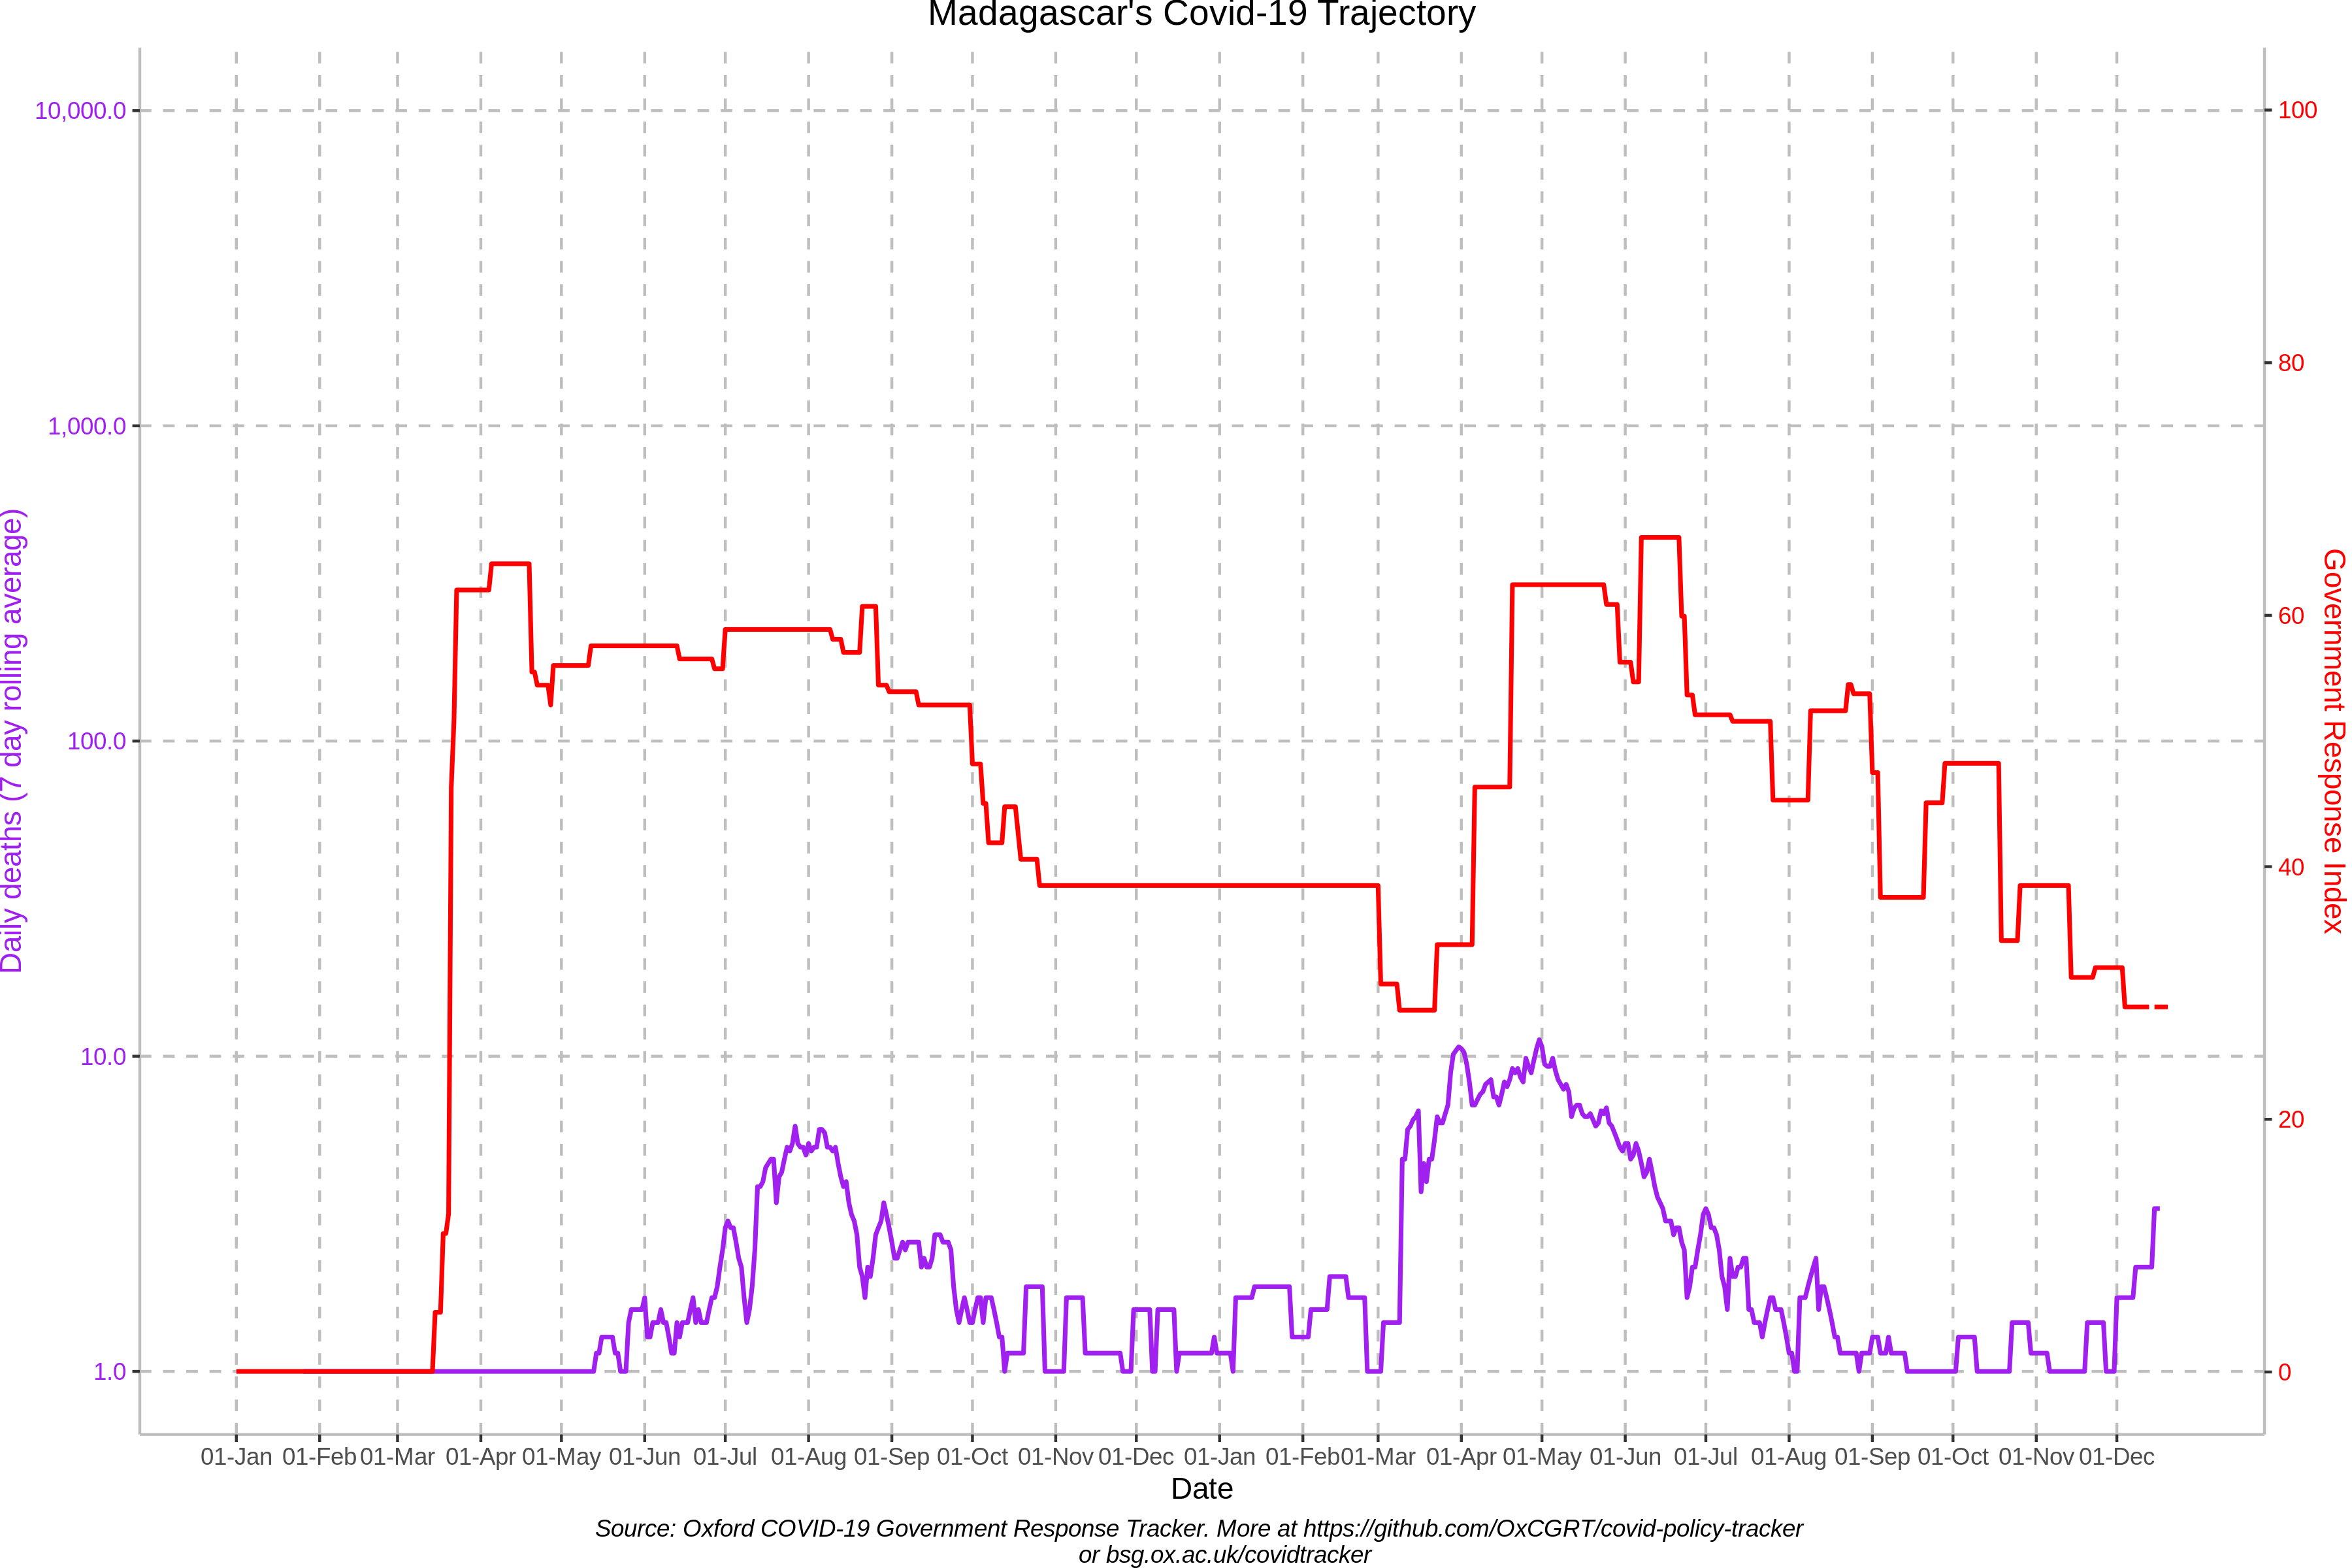 Madagascar's Covid-19 Trajectory
10,000.0
1,000.0
100.0
10.0
1.0
Daily deaths (7 day rolling average)
100
80
60
40
20
0
Government Response Index
01-Jan 01-Feb 01-Mar 01-Apr 01-May 01-Jun 01-Jul 01-Aug 01-Sep 01-Oct 01-Nov 01-Dec 01-Jan 01-Feb 01-Mar 01-Apr 01-May 01-Jun 01-Jul 01-Aug 01-Sep 01-Oct 01-Nov 01-Dec
Date
Source: Oxford COVID-19 Government Response Tracker. More at https://github.com/OxCGRT/covid-policy-tracker
or bsg.ox.ac.uk/covidtracker